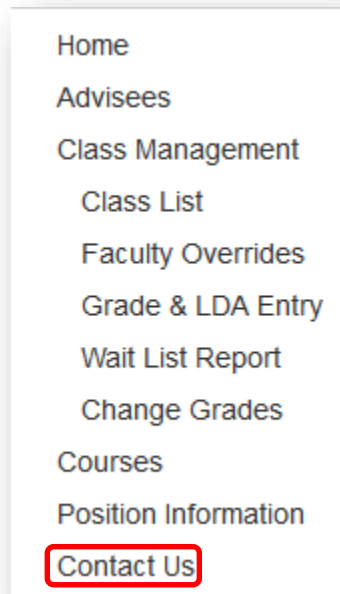 Home
Advisees
Class Management
Class List
Faculty Overrides
Grade & LDA Entry
Wait List Report
Change Grades
Courses
Position Information
Contact Us